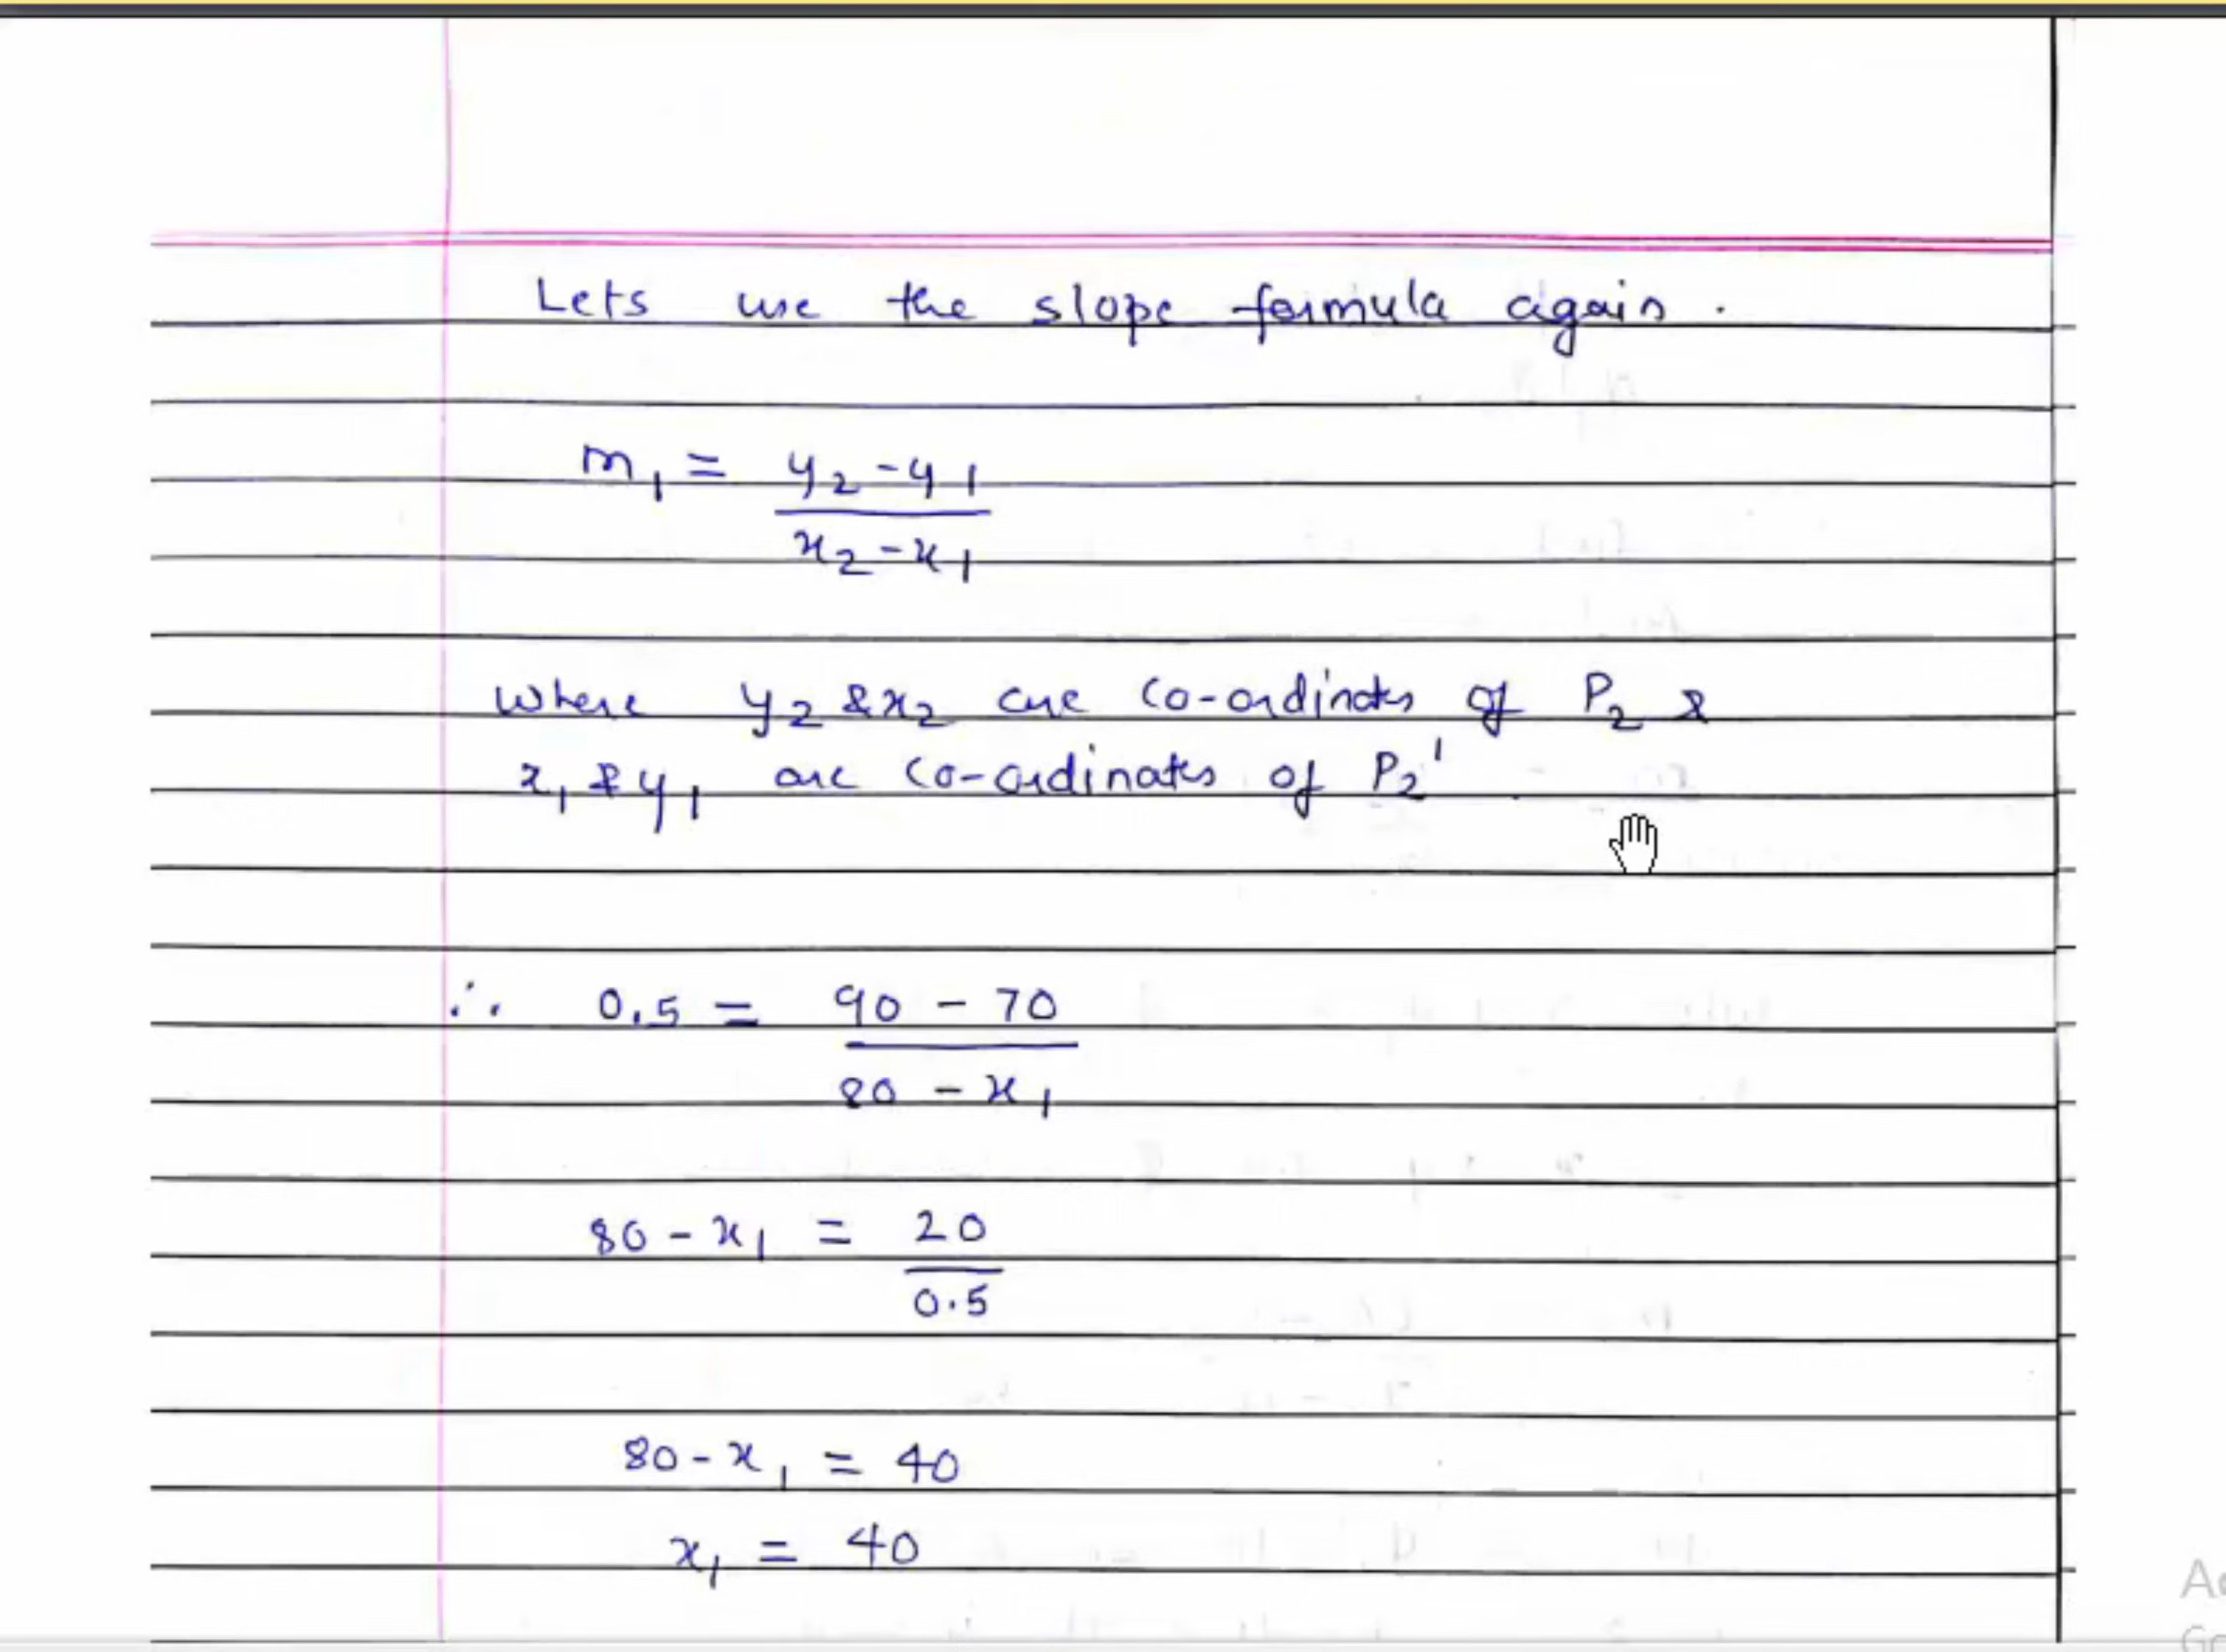 Lets use the slope formula again.
m₁ = y₂ - y₁
x₂ - x₁
where y₂ & x₂ are co-ordinates of P₂ &
x₁ & y₁ are co-ordinates of P₂'
∴ 0.5 = 90 - 70
80 - x₁
80 - x₁ = 20
0.5
80 - x₁ = 40
x₁ = 40